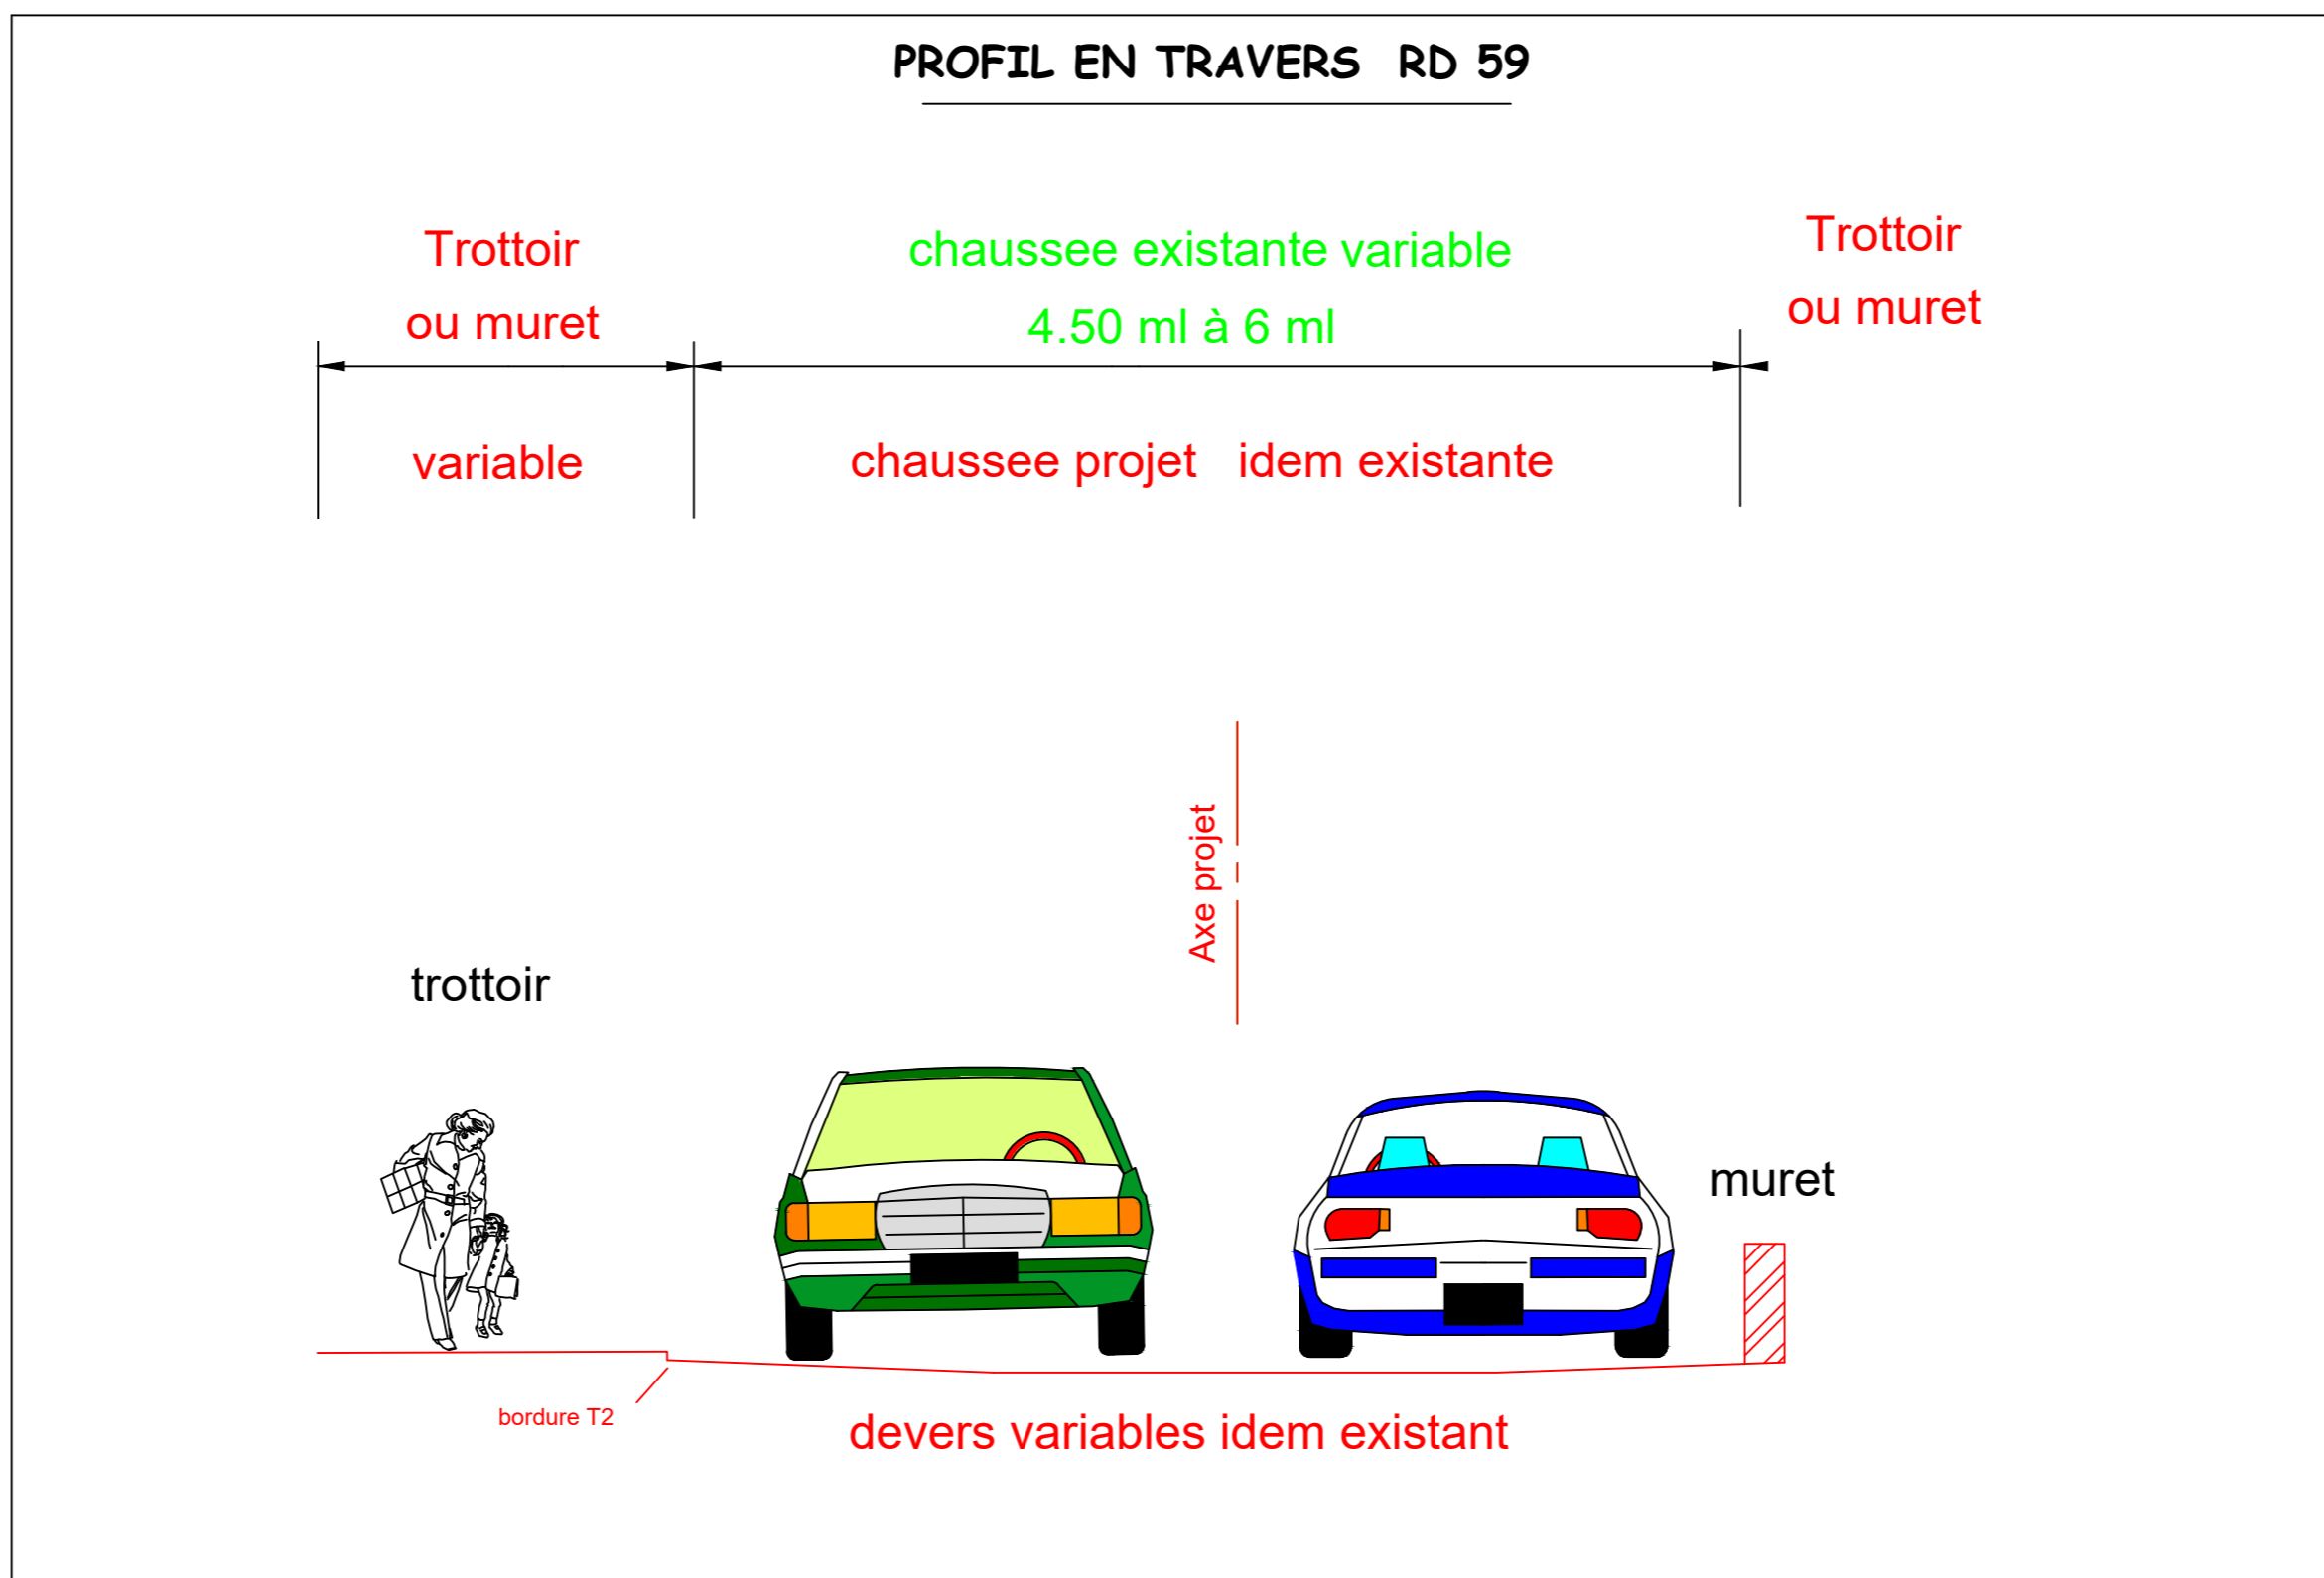 PROFIL EN TRAVERS RD 59
Trottoir
ou muret
chaussee existante variable
4.50 ml à 6 ml
Trottoir
ou muret
variable
chaussee projet idem existante
Axe projet
trottoir
muret
bordure T2
devers variables idem existant